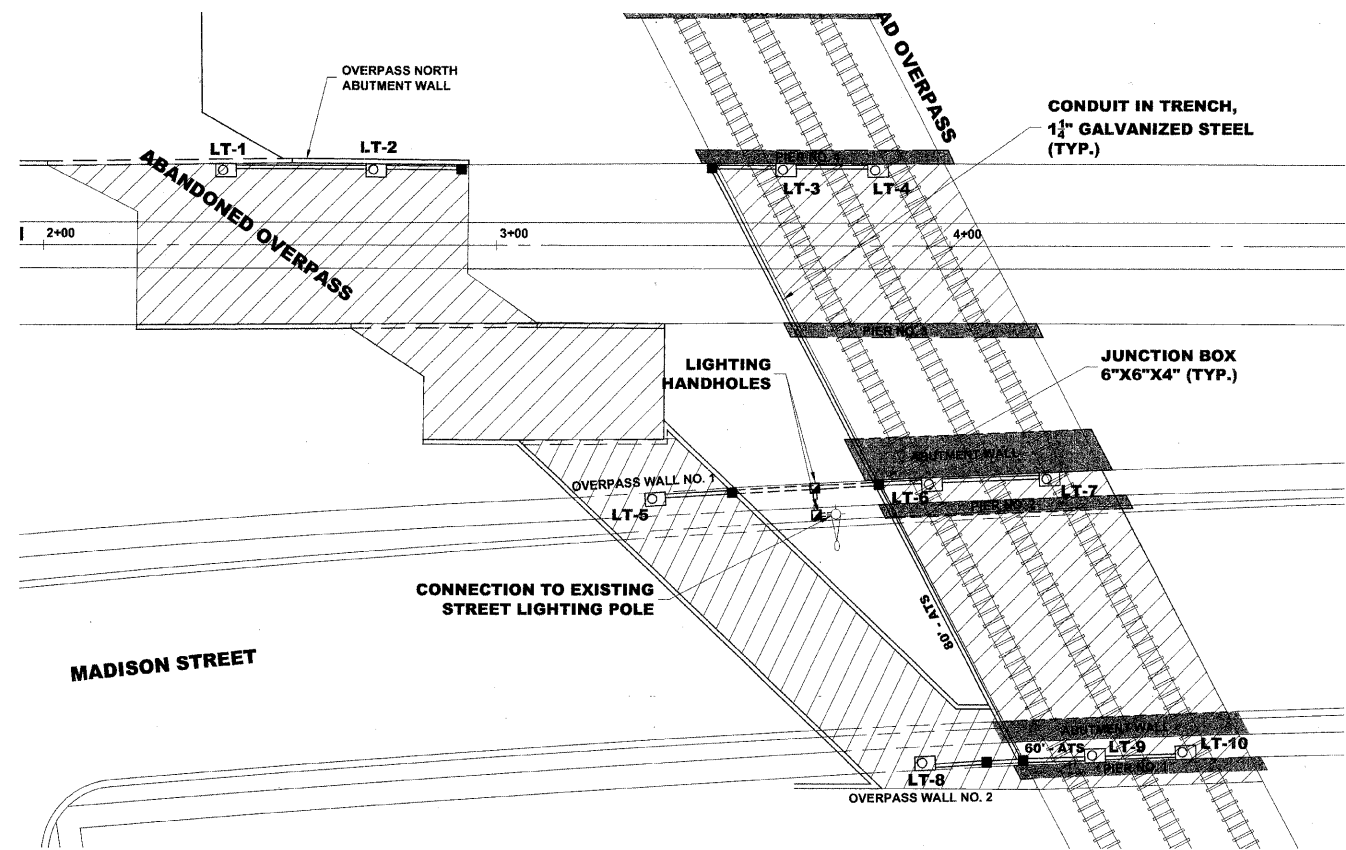 AD OVERPASS
OVERPASS NORTH
ABUTMENT WALL
CONDUIT IN TRENCH,
1 1/4" GALVANIZED STEEL
(TYP.)
LT-1
LT-2
ABANDONED OVERPASS
PIER NO.
LT-3
LT-4
2+00
3+00
4+00
PIER NO.
LIGHTING
HANDHOLES
JUNCTION BOX
6"X6"X4" (TYP.)
ABUTMENT WALL
OVERPASS WALL NO. 1
LT-5
LT-6
LT-7
PIER NO.
CONNECTION TO EXISTING
STREET LIGHTING POLE
80' - ATS
MADISON STREET
ABUTMENT WALL
60' - ATS
LT-9
LT-10
LT-8
PIER NO.
OVERPASS WALL NO. 2